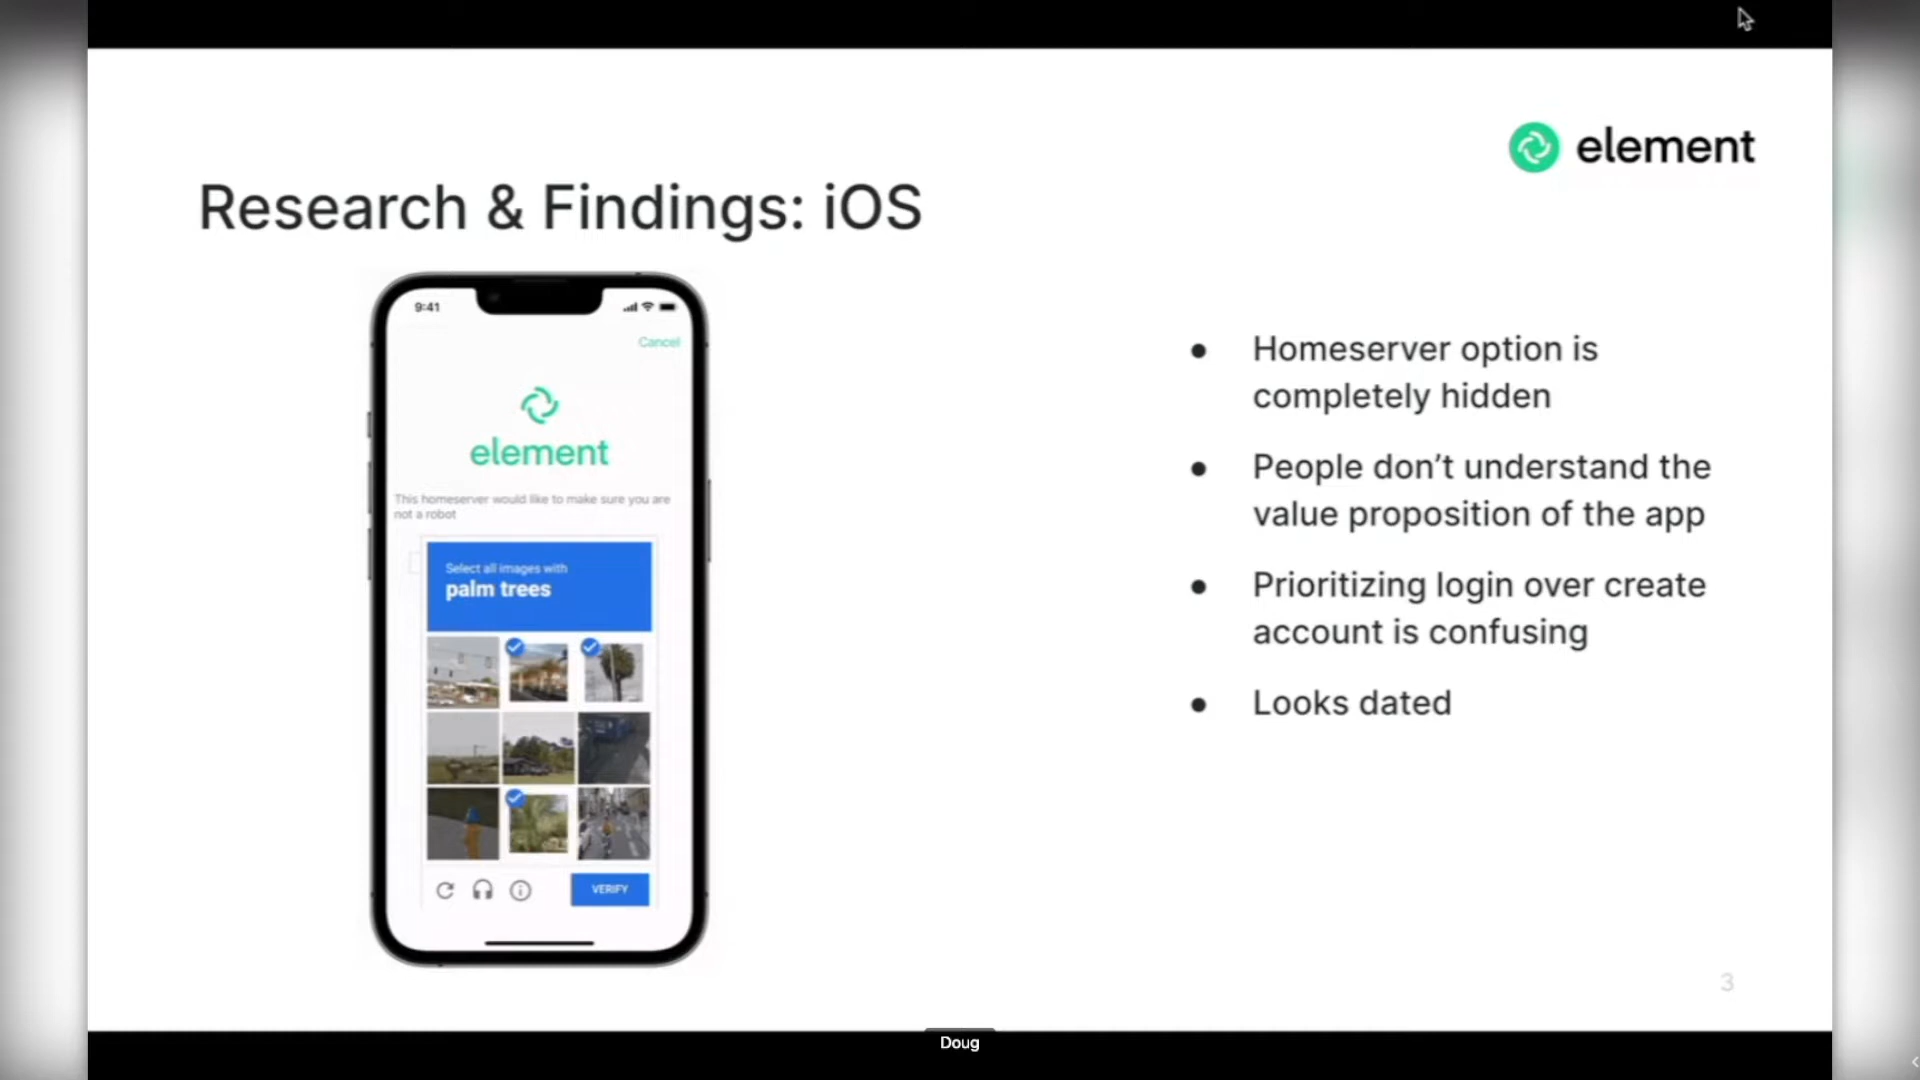 element
Research & Findings: iOS
9:41
Cancel
element
This homeserver would like to make sure you are
not a robot
Select all images with
palm trees
VERIFY
● Homeserver option is
completely hidden
● People don’t understand the
value proposition of the app
● Prioritizing login over create
account is confusing
● Looks dated
3
Doug